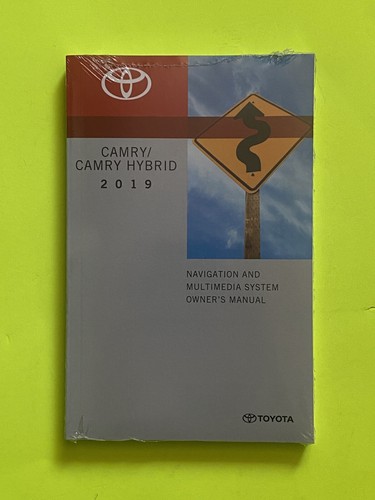 CAMRY/
CAMRY HYBRID
2019
NAVIGATION AND
MULTIMEDIA SYSTEM
OWNER'S MANUAL
TOYOTA